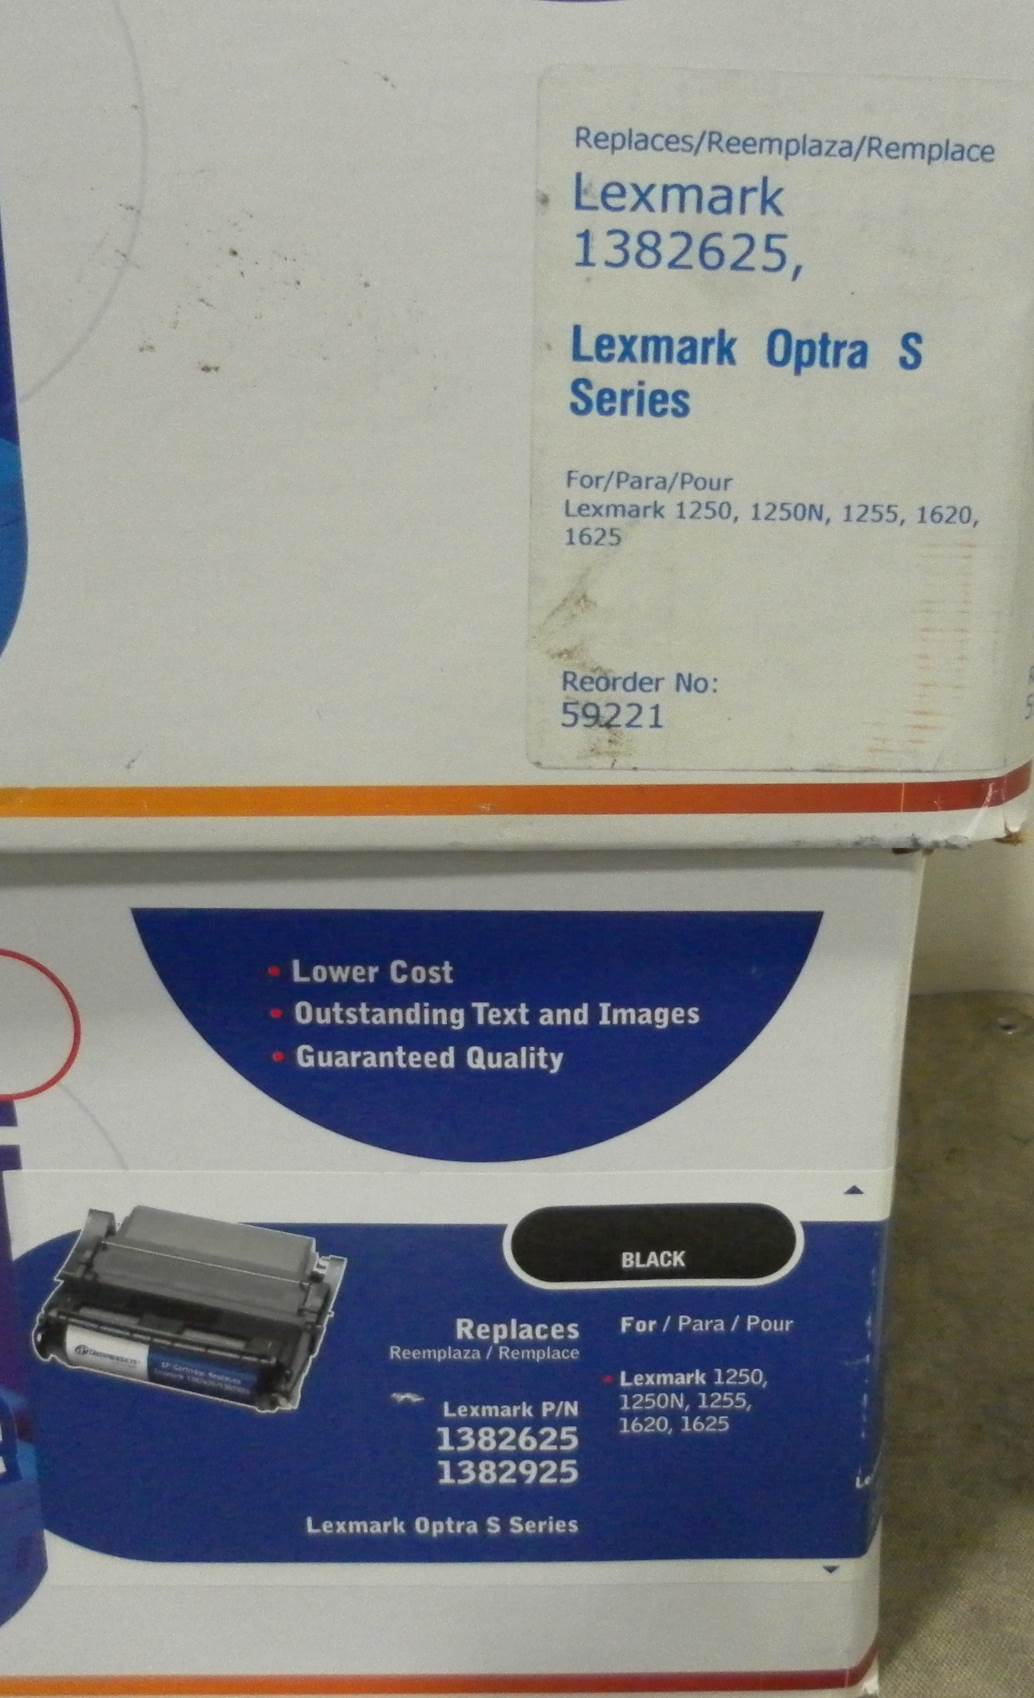 Replaces/Reemplaza/Remplace
Lexmark
1382625,
Lexmark Optra S
Series
For/Para/Pour
Lexmark 1250, 1250N, 1255, 1620,
1625
Reorder No:
59221
• Lower Cost
• Outstanding Text and Images
• Guaranteed Quality
BLACK
Replaces
Reemplaza / Remplace
Lexmark P/N
1382625
1382925
Lexmark Optra S Series
For / Para / Pour
• Lexmark 1250,
1250N, 1255,
1620, 1625